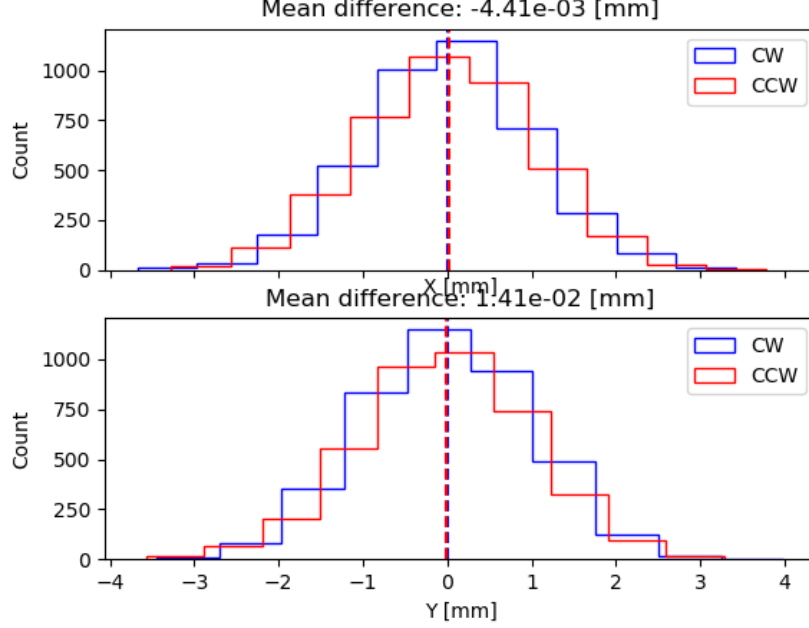 Mean difference: -4.41e-03 [mm]
Count
1000
750
500
250
0
CW
CCW
X [mm]
Mean difference: 1.41e-02 [mm]
Count
1000
750
500
250
0
CW
CCW
−4 −3 −2 −1 0 1 2 3 4
Y [mm]